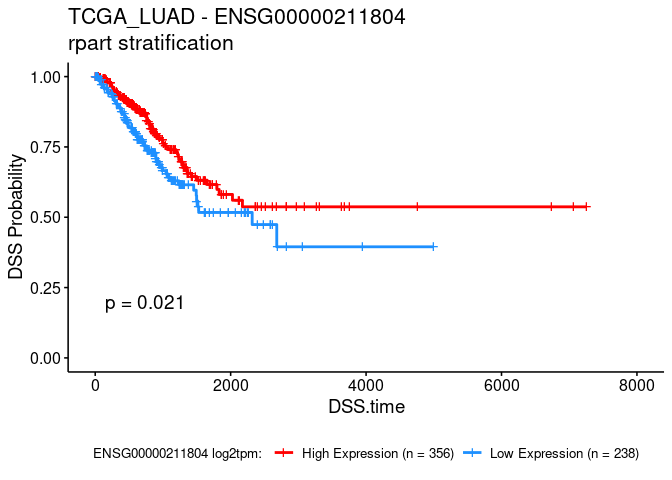 TCGA_LUAD - ENSG00000211804
rpart stratification
1.00
0.75
0.50
0.25
0.00
DSS Probability
p = 0.021
0 2000 4000 6000 8000
DSS.time
ENSG00000211804 log2tpm: High Expression (n = 356) Low Expression (n = 238)